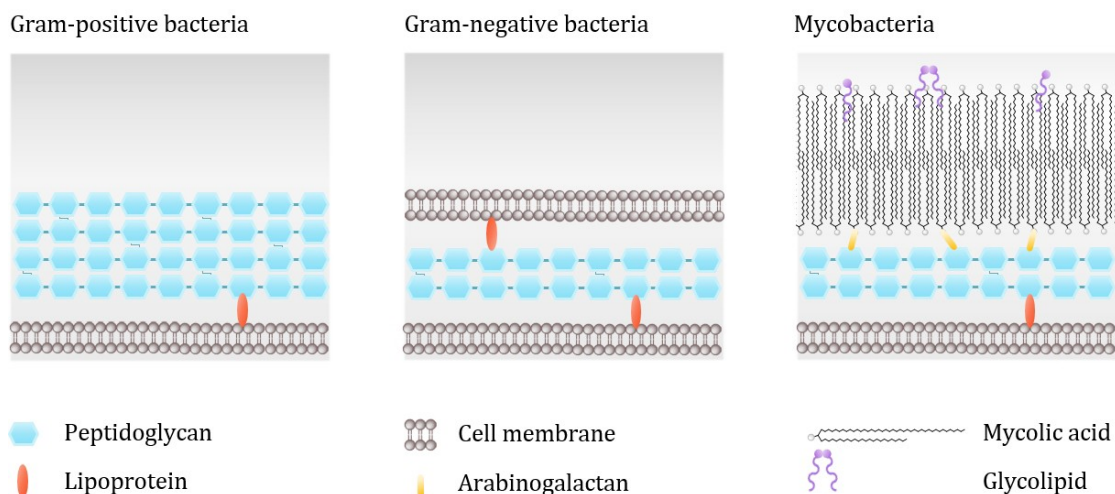 Gram-positive bacteria
Gram-negative bacteria
Mycobacteria
Peptidoglycan
Cell membrane
Mycolic acid
Lipoprotein
Arabinogalactan
Glycolipid